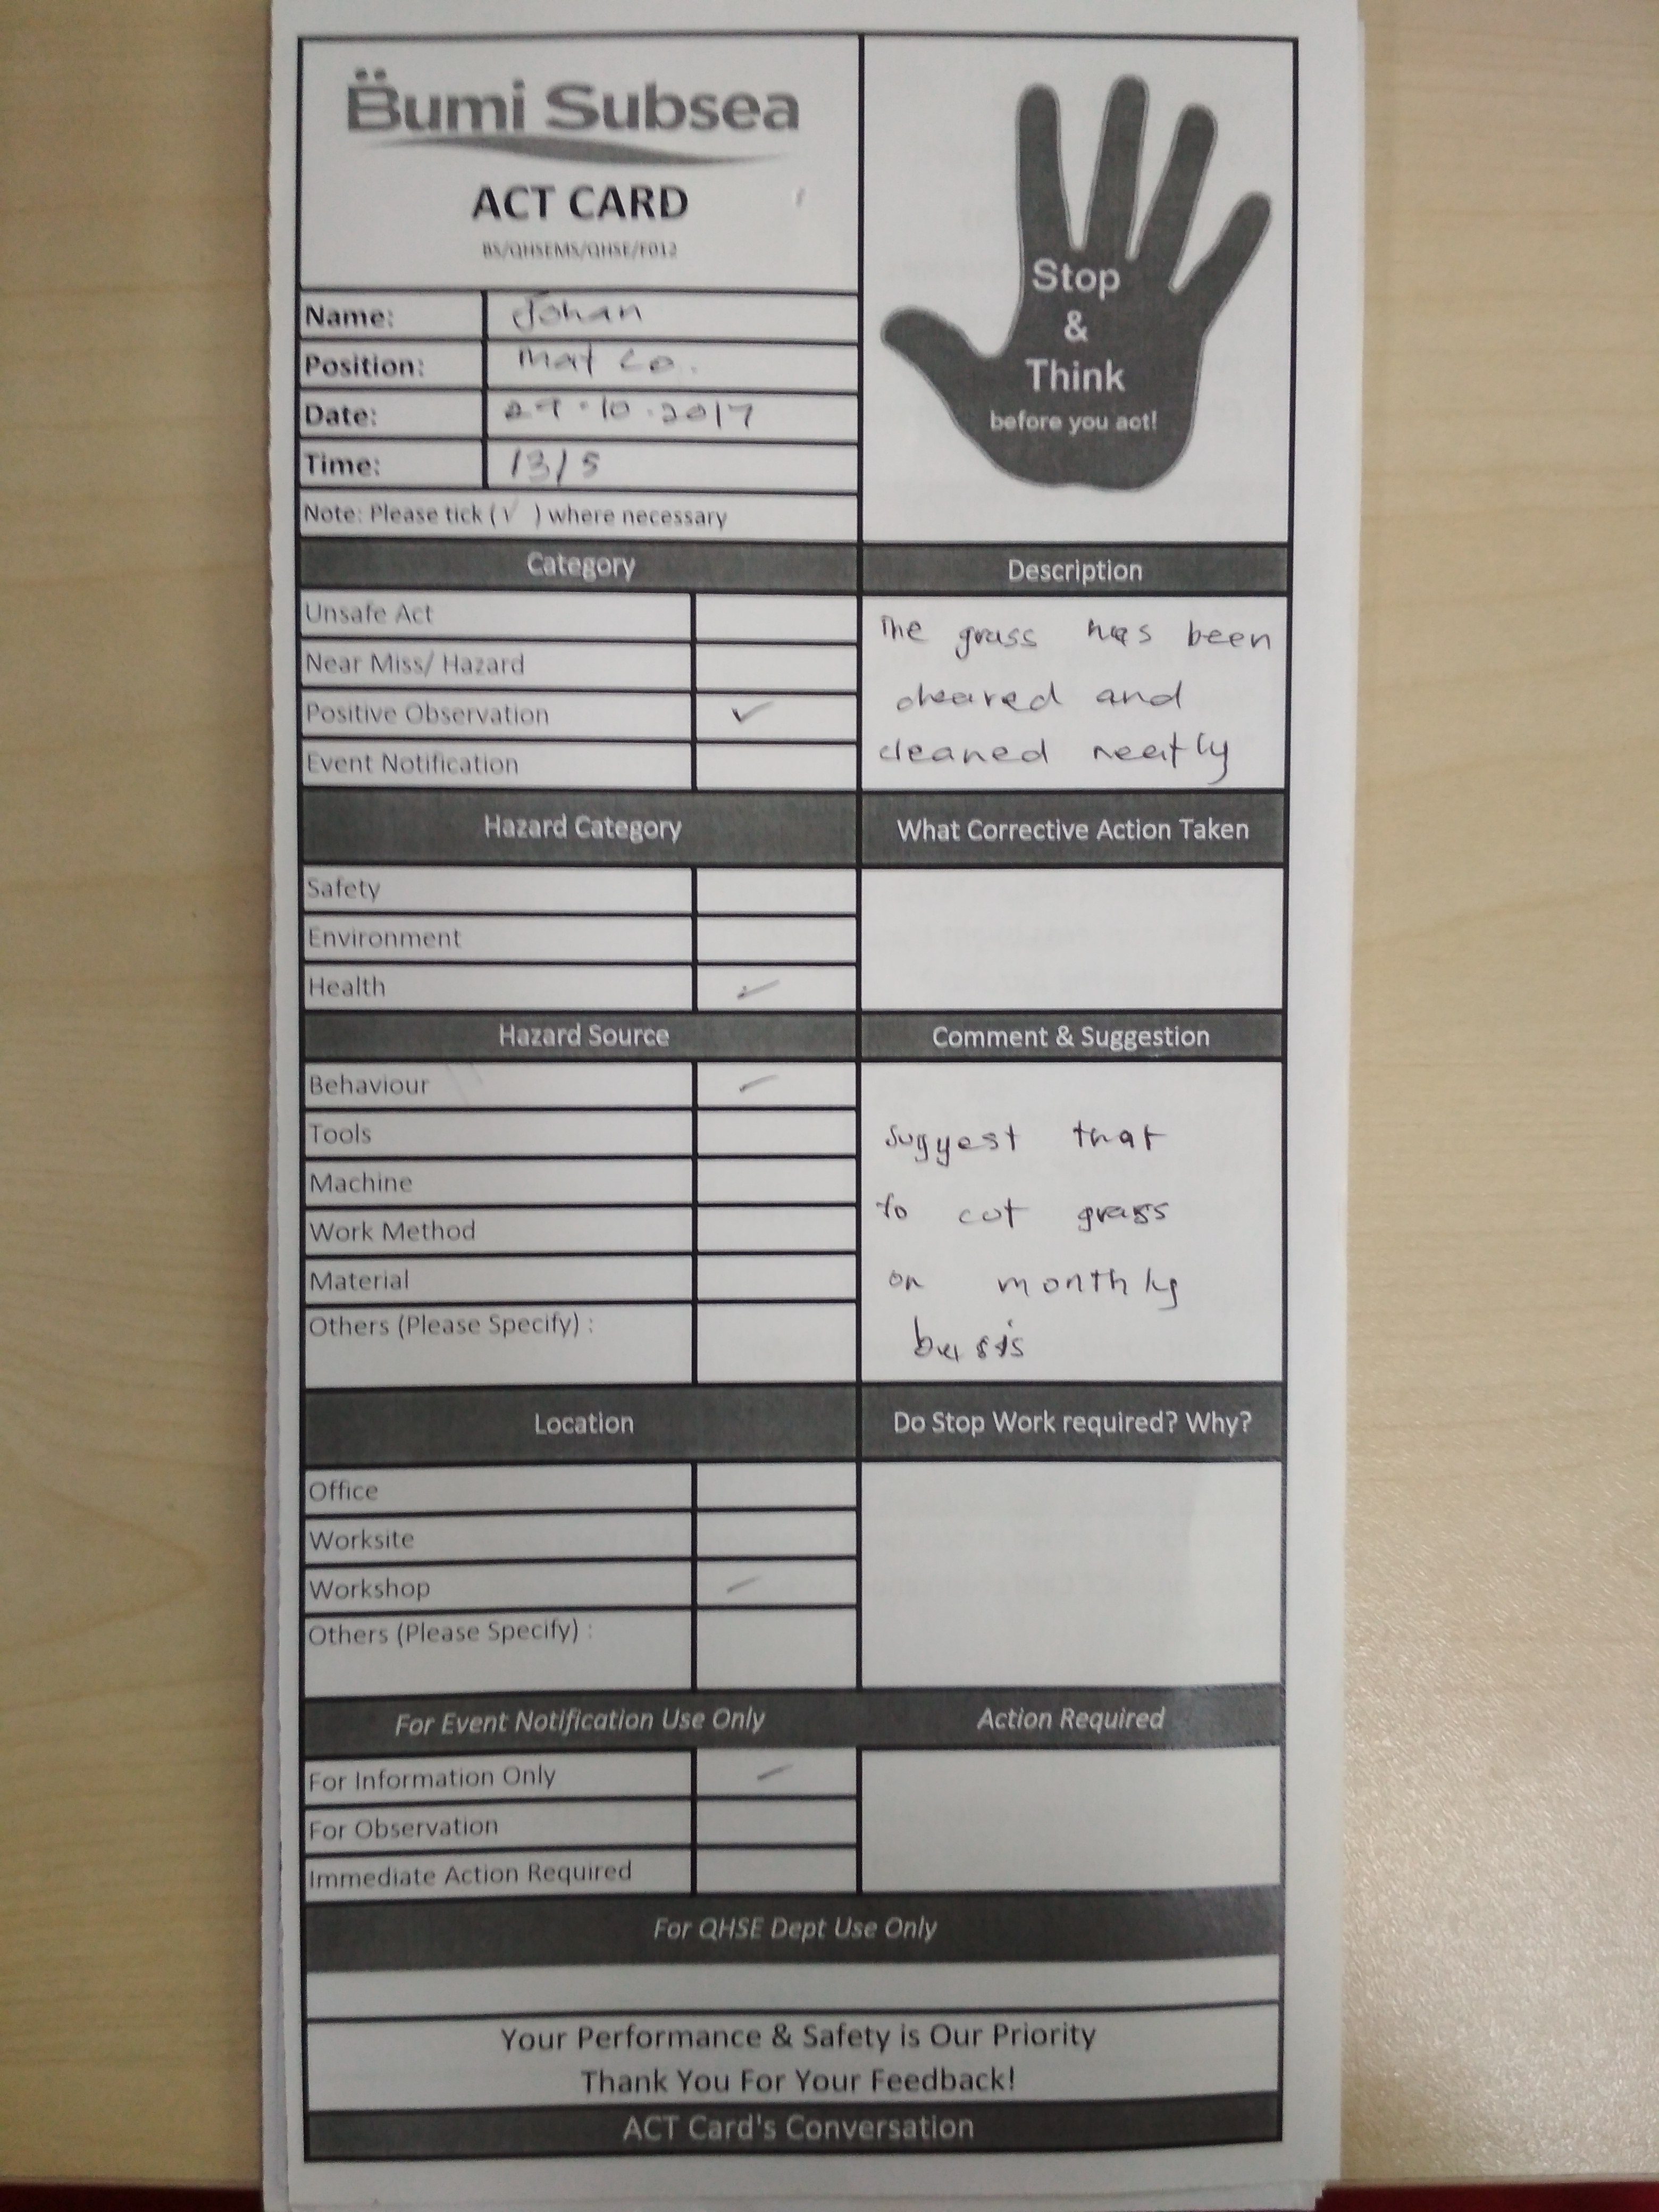 Bumi Subsea
ACT CARD
BS/QHSEMS/QHSE/F012
Name: Johan
Position: mat co.
Date: 27.10.2017
Time: 1315
Note: Please tick (√ ) where necessary
Stop
&
Think
before you act!
Category
Unsafe Act
Near Miss/ Hazard
Positive Observation ✓
Event Notification
Description
The grass has been
cleared and
cleaned neatly
Hazard Category
Safety
Environment
Health ✓
What Corrective Action Taken
Hazard Source
Behaviour ✓
Tools
Machine
Work Method
Material
Others (Please Specify) :
Comment & Suggestion
suggest that
to cut grass
on monthly
basis
Location
Office
Worksite
Workshop ✓
Others (Please Specify) :
Do Stop Work required? Why?
For Event Notification Use Only
For Information Only ✓
For Observation
Immediate Action Required
Action Required
For QHSE Dept Use Only
Your Performance & Safety is Our Priority
Thank You For Your Feedback!
ACT Card's Conversation